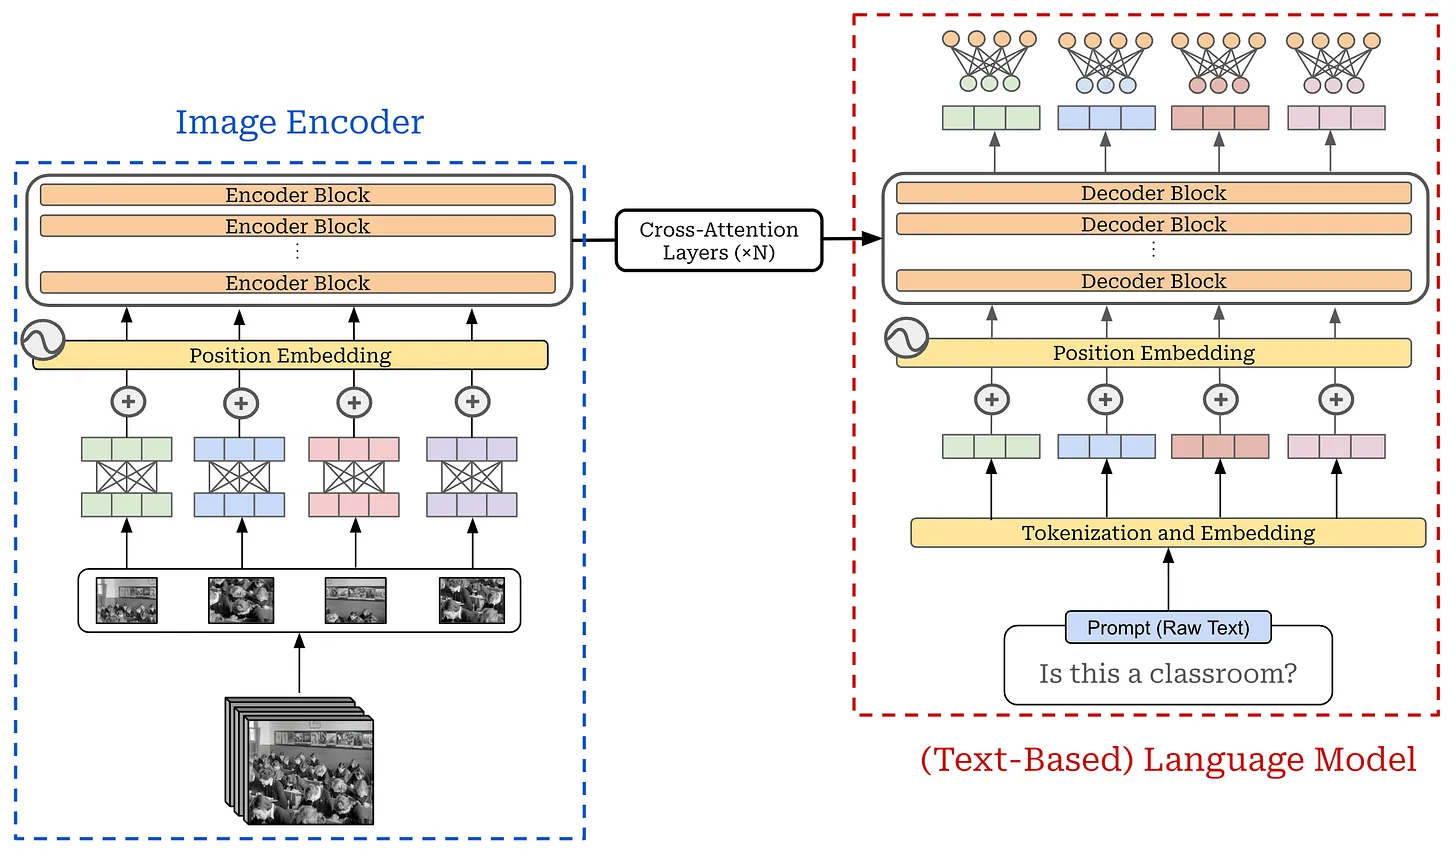 Image Encoder
Encoder Block
Encoder Block
⋮
Encoder Block
Position Embedding
+ + + +
Cross-Attention
Layers (×N)
Decoder Block
Decoder Block
⋮
Decoder Block
Position Embedding
+ + + +
Tokenization and Embedding
Prompt (Raw Text)
Is this a classroom?
(Text-Based) Language Model